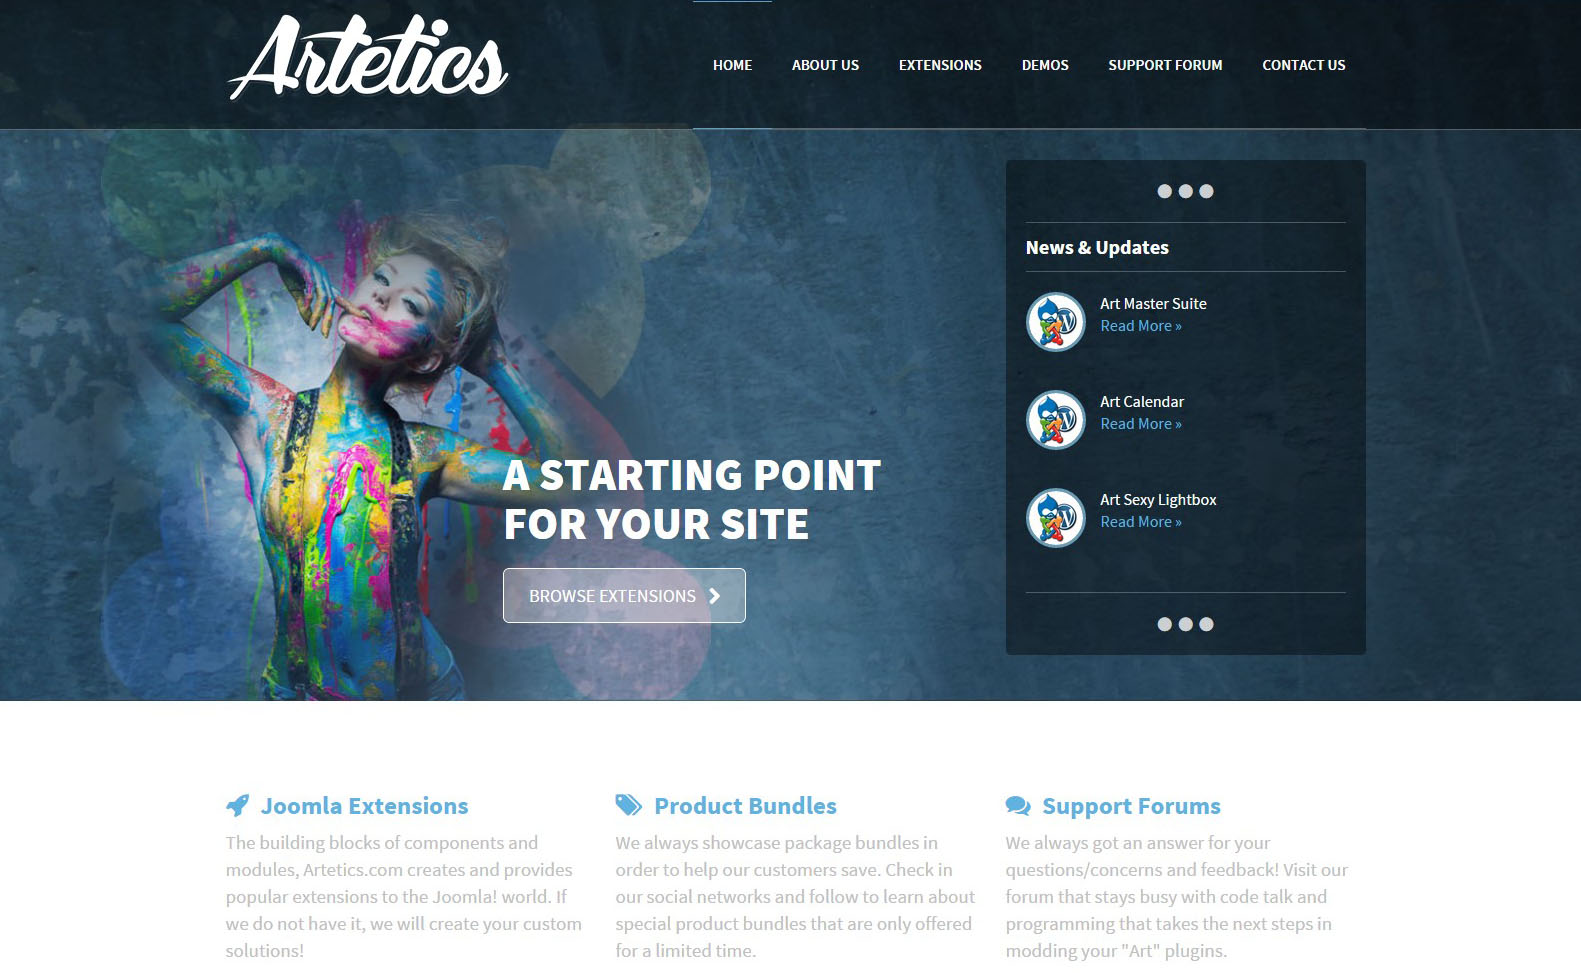 Artetics
HOME ABOUT US EXTENSIONS DEMOS SUPPORT FORUM CONTACT US
A STARTING POINT
FOR YOUR SITE
BROWSE EXTENSIONS
News & Updates
Art Master Suite
Read More »
Art Calendar
Read More »
Art Sexy Lightbox
Read More »
Joomla Extensions
The building blocks of components and
modules, Artetics.com creates and provides
popular extensions to the Joomla! world. If
we do not have it, we will create your custom
solutions!
Product Bundles
We always showcase package bundles in
order to help our customers save. Check in
our social networks and follow to learn about
special product bundles that are only offered
for a limited time.
Support Forums
We always got an answer for your
questions/concerns and feedback! Visit our
forum that stays busy with code talk and
programming that takes the next steps in
modding your "Art" plugins.